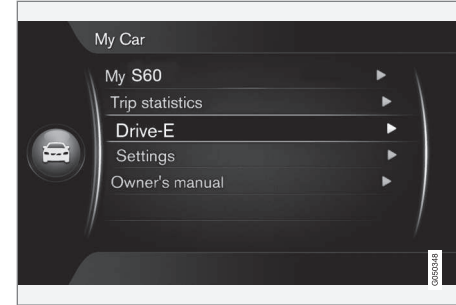 My Car
My S60
Trip statistics
Drive-E
Settings
Owner's manual
G050348